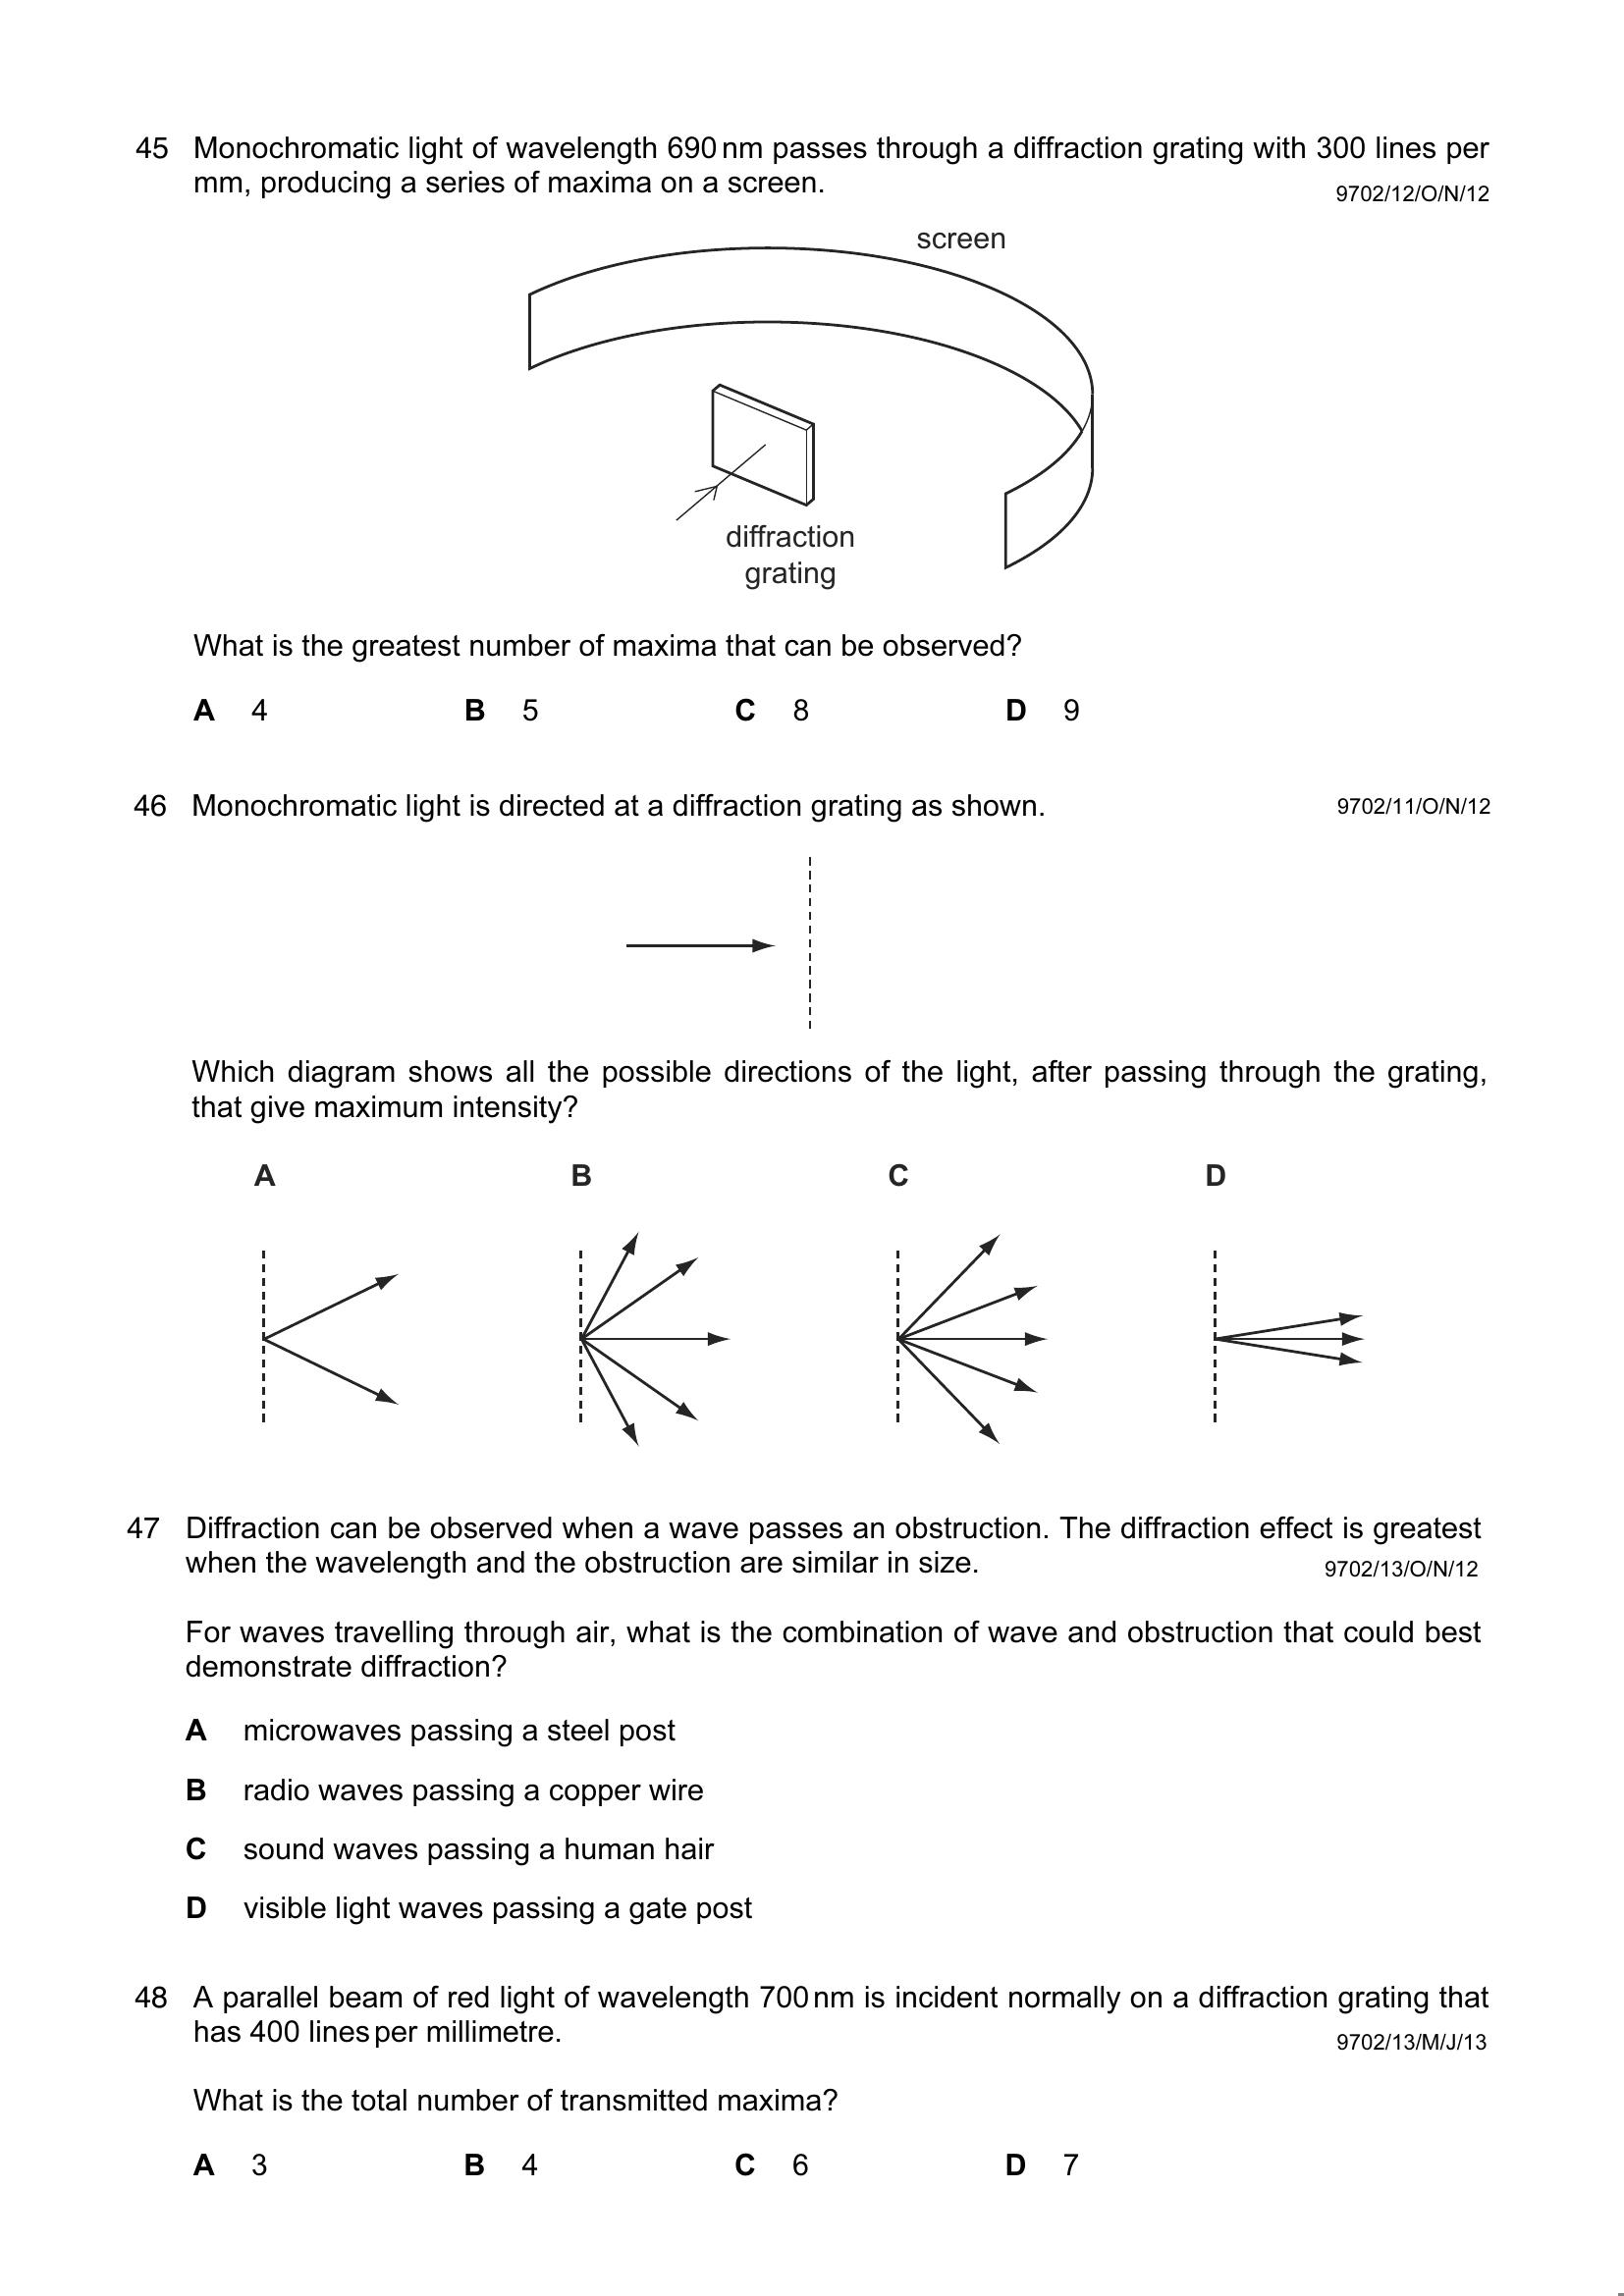 45 Monochromatic light of wavelength 690 nm passes through a diffraction grating with 300 lines per
mm, producing a series of maxima on a screen.
9702/12/O/N/12
screen
diffraction
grating
What is the greatest number of maxima that can be observed?
A 4 B 5 C 8 D 9
46 Monochromatic light is directed at a diffraction grating as shown. 9702/11/O/N/12
Which diagram shows all the possible directions of the light, after passing through the grating,
that give maximum intensity?
A B C D
47 Diffraction can be observed when a wave passes an obstruction. The diffraction effect is greatest
when the wavelength and the obstruction are similar in size.
9702/13/O/N/12
For waves travelling through air, what is the combination of wave and obstruction that could best
demonstrate diffraction?
A microwaves passing a steel post
B radio waves passing a copper wire
C sound waves passing a human hair
D visible light waves passing a gate post
48 A parallel beam of red light of wavelength 700 nm is incident normally on a diffraction grating that
has 400 lines per millimetre.
9702/13/M/J/13
What is the total number of transmitted maxima?
A 3 B 4 C 6 D 7